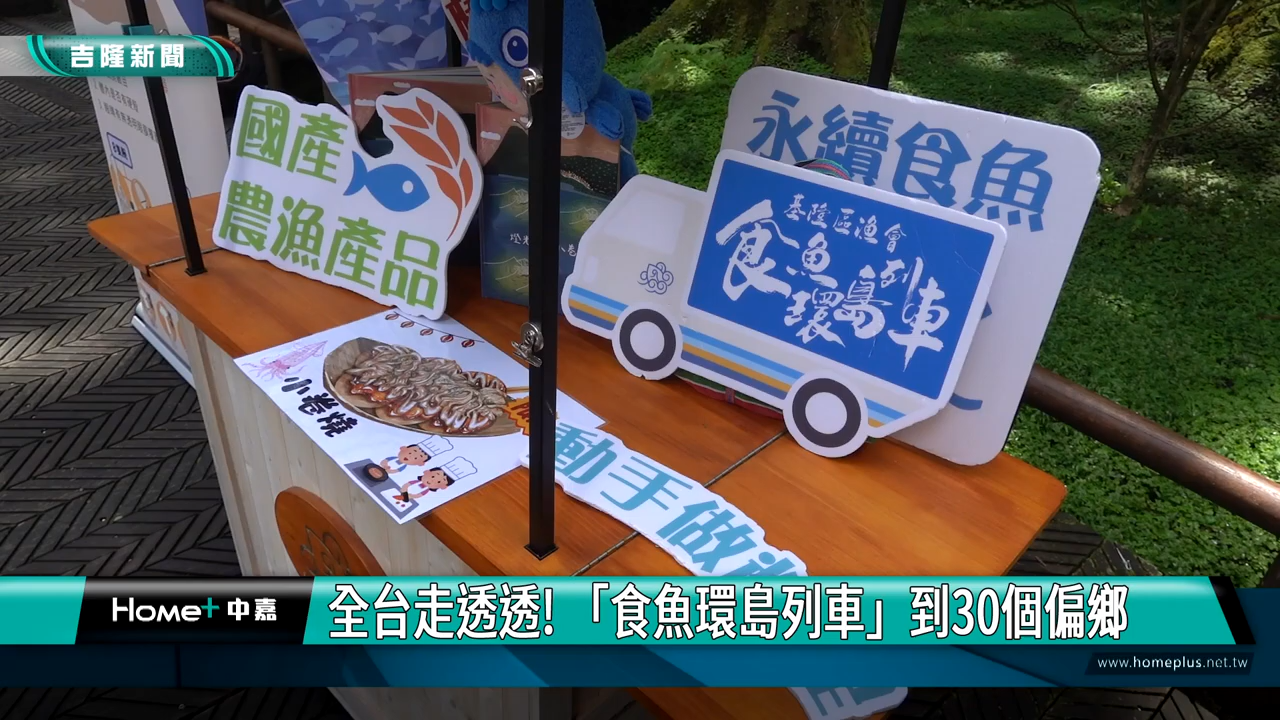 吉隆新聞
國產
農漁產品
永續食魚
基隆區漁會
食魚
環島列車
小卷燒
動手做
Home+ 中嘉
全台走透透!「食魚環島列車」到30個偏鄉
www.homeplus.net.tw